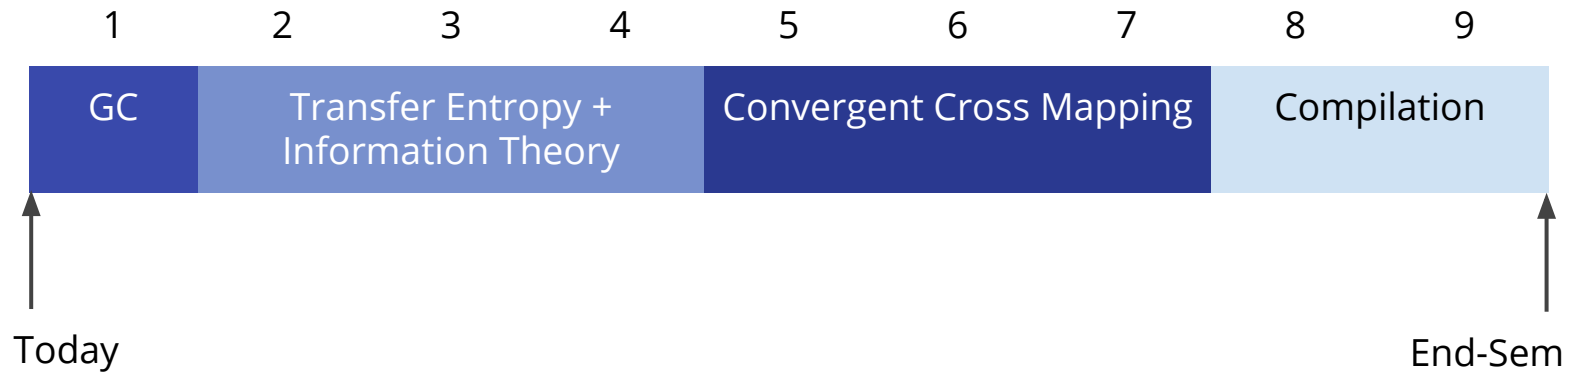 1 2 3 4 5 6 7 8 9
GC
Transfer Entropy +
Information Theory
Convergent Cross Mapping
Compilation
Today
End-Sem